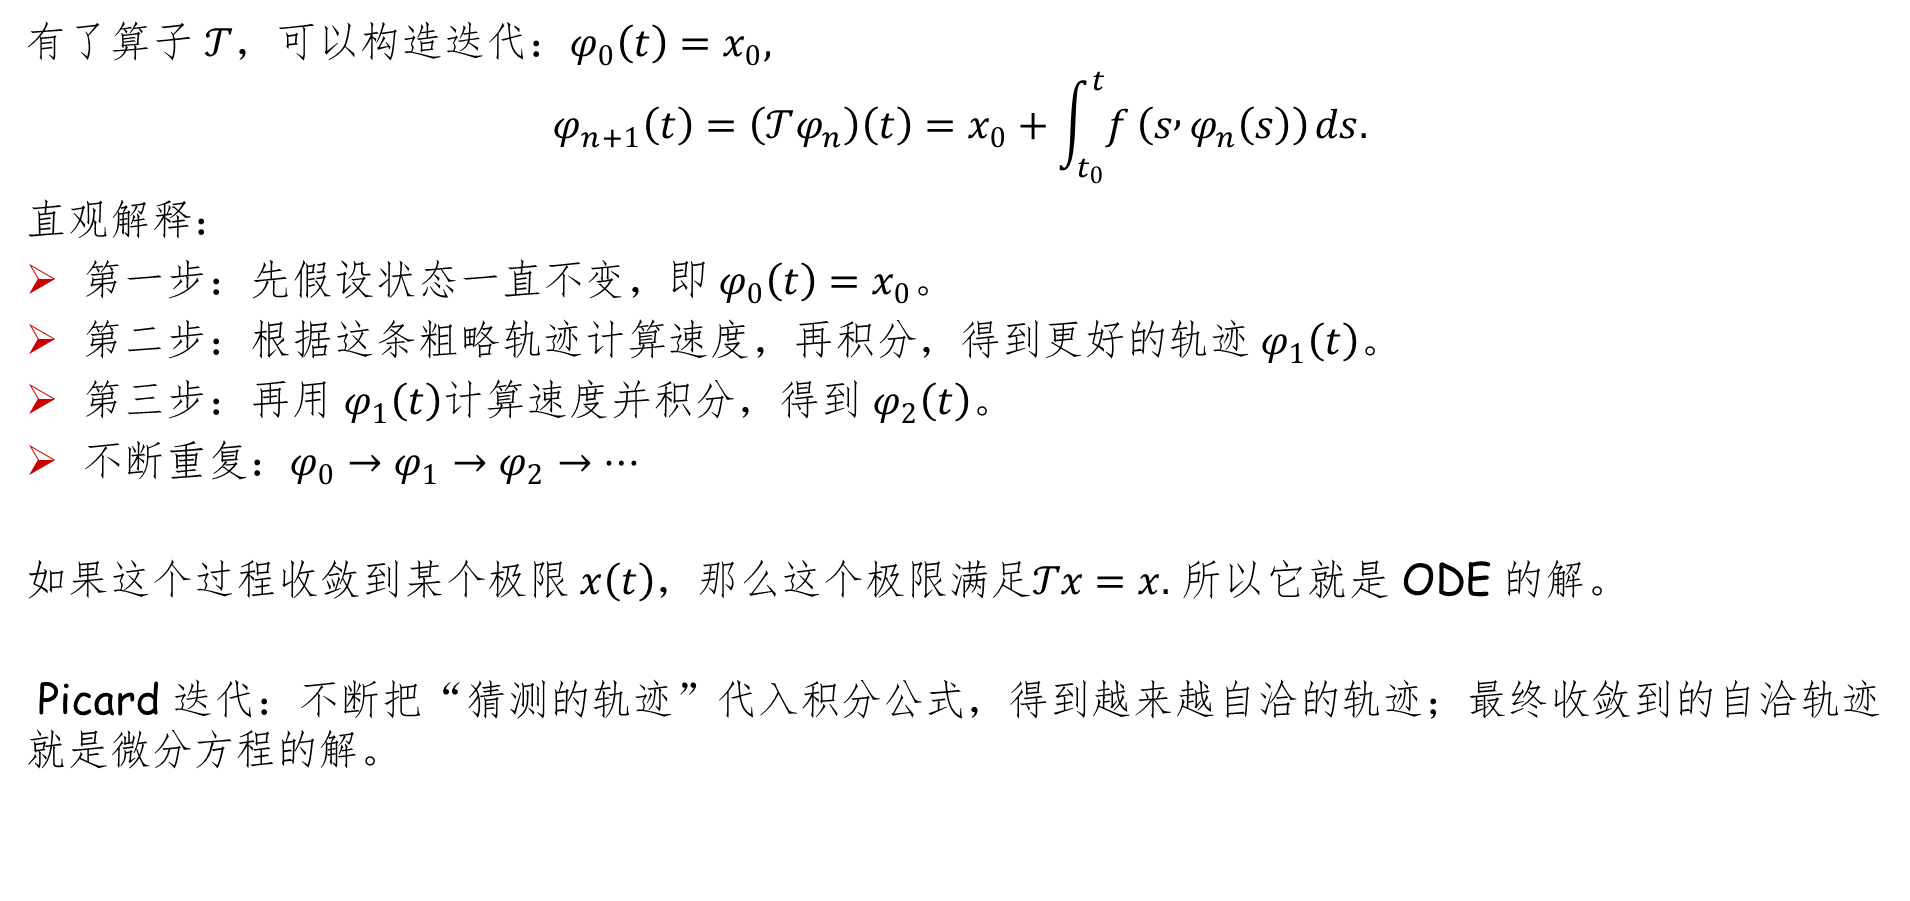 有了算子 𝒯，可以构造迭代：φ₀(t) = x₀,
φₙ₊₁(t) = (𝒯φₙ)(t) = x₀ + ∫_{t₀}^{t} f (s, φₙ(s)) ds.
直观解释：
➢ 第一步：先假设状态一直不变，即 φ₀(t) = x₀。
➢ 第二步：根据这条粗略轨迹计算速度，再积分，得到更好的轨迹 φ₁(t)。
➢ 第三步：再用 φ₁(t)计算速度并积分，得到 φ₂(t)。
➢ 不断重复：φ₀ → φ₁ → φ₂ → ⋯
如果这个过程收敛到某个极限 x(t)，那么这个极限满足𝒯x = x. 所以它就是 ODE 的解。
Picard 迭代：不断把“猜测的轨迹”代入积分公式，得到越来越自洽的轨迹；最终收敛到的自洽轨迹
就是微分方程的解。